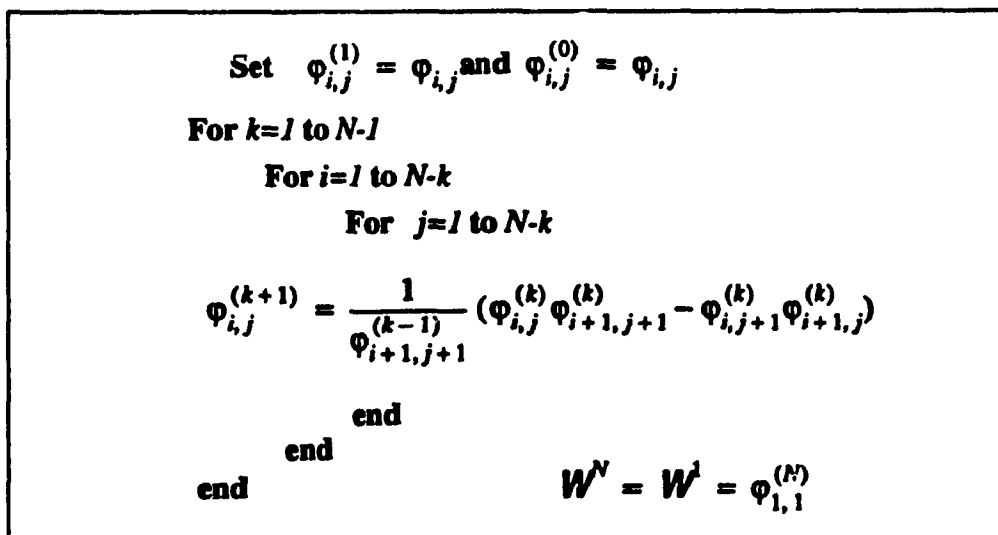 Set φ_{i,j}^{(1)} = φ_{i,j} and φ_{i,j}^{(0)} = φ_{i,j}
For k=1 to N-1
For i=1 to N-k
For j=1 to N-k
φ_{i,j}^{(k+1)} = \frac{1}{φ_{i+1,j+1}^{(k-1)}} (φ_{i,j}^{(k)} φ_{i+1,j+1}^{(k)} - φ_{i,j+1}^{(k)} φ_{i+1,j}^{(k)})
end
end
end W^N = W^1 = φ_{1,1}^{(N)}